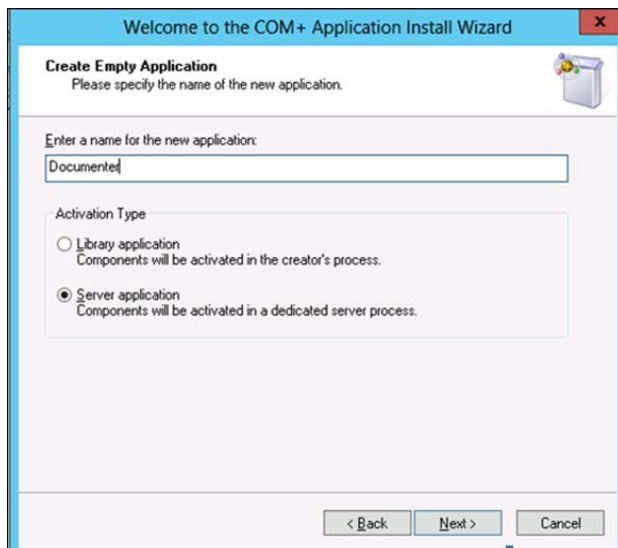 Welcome to the COM+ Application Install Wizard
x
Create Empty Application
Please specify the name of the new application.
Enter a name for the new application:
Documenter
Activation Type
Library application
Components will be activated in the creator's process.
Server application
Components will be activated in a dedicated server process.
< Back
Next >
Cancel